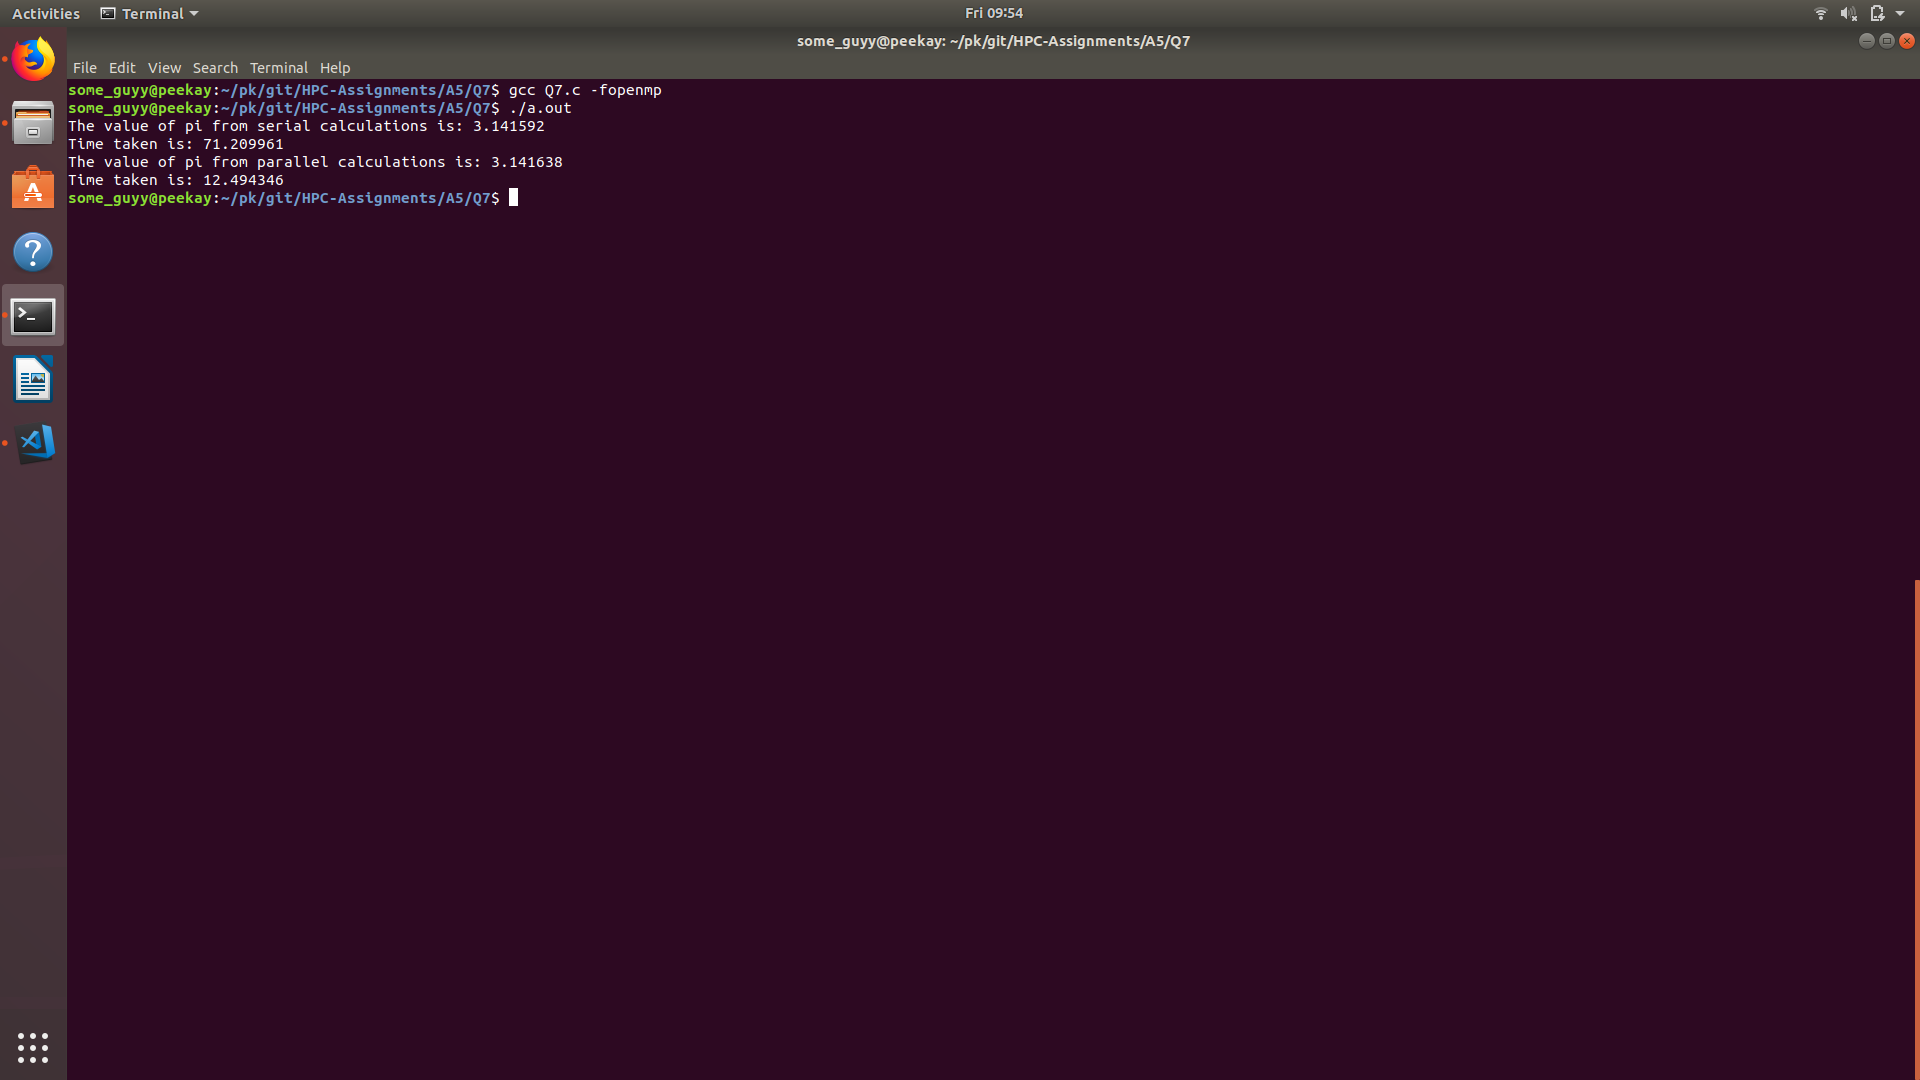 Activities Terminal Fri 09:54
some_guyy@peekay: ~/pk/git/HPC-Assignments/A5/Q7
File Edit View Search Terminal Help
some_guyy@peekay:~/pk/git/HPC-Assignments/A5/Q7$ gcc Q7.c -fopenmp
some_guyy@peekay:~/pk/git/HPC-Assignments/A5/Q7$ ./a.out
The value of pi from serial calculations is: 3.141592
Time taken is: 71.209961
The value of pi from parallel calculations is: 3.141638
Time taken is: 12.494346
some_guyy@peekay:~/pk/git/HPC-Assignments/A5/Q7$